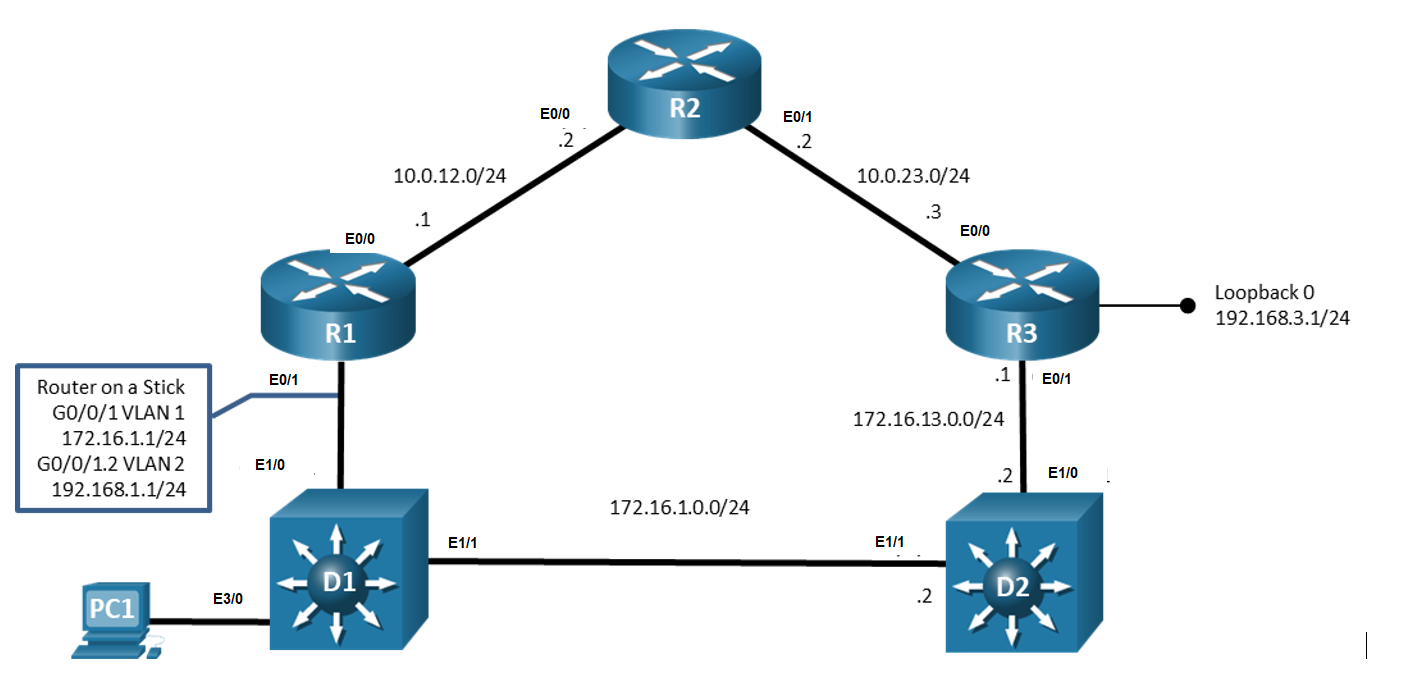 R2
E0/0
E0/1
.2
.2
10.0.12.0/24
10.0.23.0/24
.1
.3
E0/0
E0/0
R1
R3
Loopback 0
192.168.3.1/24
Router on a Stick
G0/0/1 VLAN 1
172.16.1.1/24
G0/0/1.2 VLAN 2
192.168.1.1/24
E0/1
.1
E0/1
172.16.13.0.0/24
E1/0
.2
E1/0
172.16.1.0.0/24
E1/1
E1/1
D1
D2
.2
PC1
E3/0